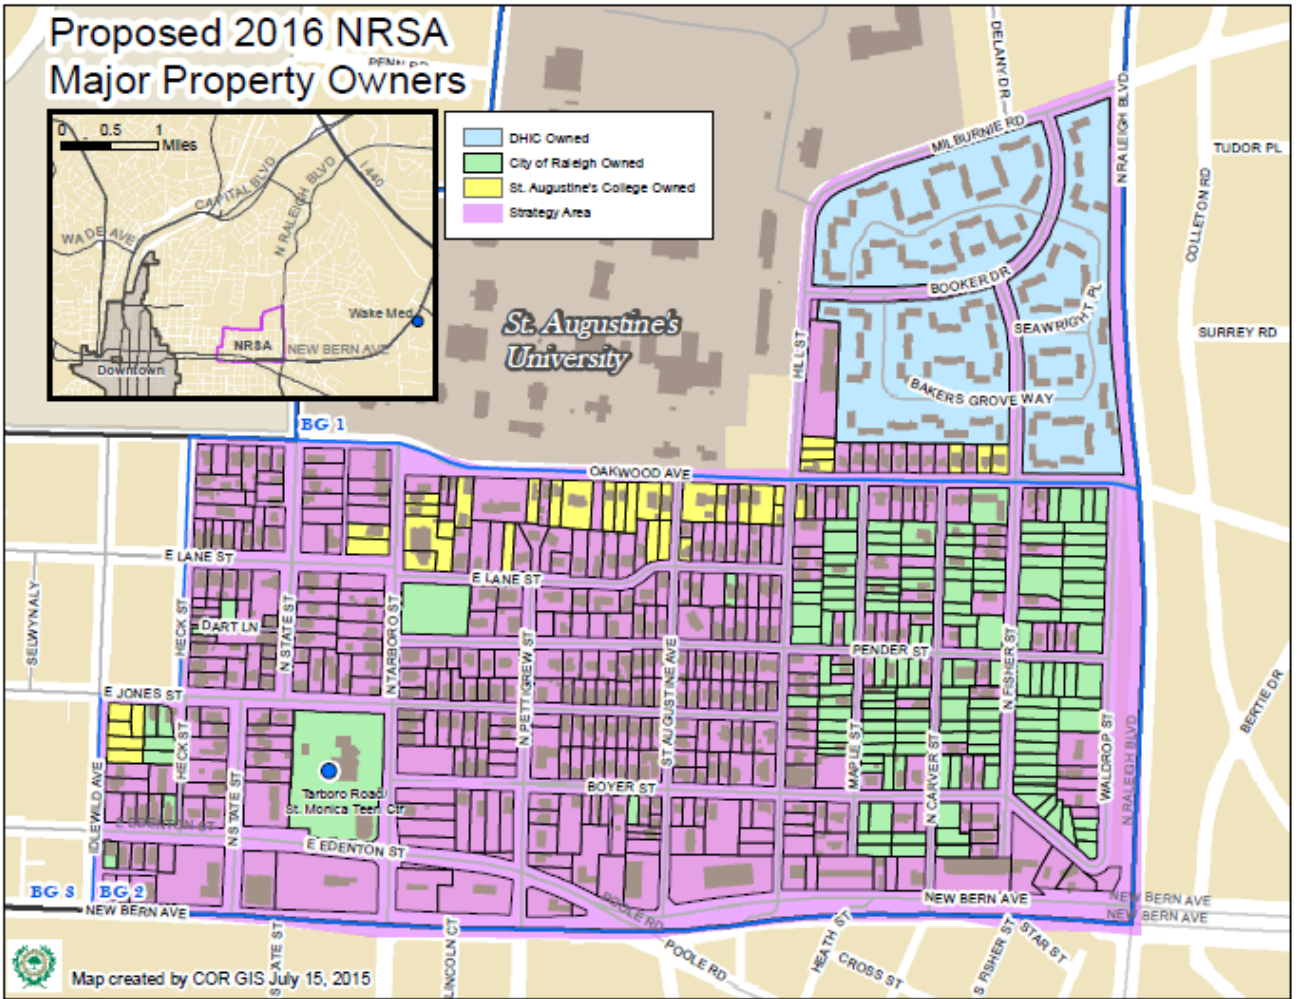 Proposed 2016 NRSA
Major Property Owners
PENN RD
0 0.5 1
Miles
CAPITAL BLVD
I 440
N RALEIGH BLVD
WADE AVE
Wake Med
NRSA
NEW BERN AVE
Downtown
DHIC Owned
City of Raleigh Owned
St. Augustine's College Owned
Strategy Area
DELANY DR
N RALEIGH BLVD
MILBURNIE RD
TUDOR PL
COLLETON RD
BOOKER DR
SEAWRIGHT PL
SURREY RD
St. Augustine's
University
HILL ST
BAKERS GROVE WAY
BG 1
OAKWOOD AVE
E LANE ST
E LANE ST
SELWYN ALY
HECK ST
DART LN
N STATE ST
N TARBORO ST
N PETTIGREW ST
ST AUGUSTINE AVE
PENDER ST
N FISHER ST
E JONES ST
HECK ST
BERTIE DR
MAPLE ST
N CARVER ST
WALDROP ST
N RALEIGH BLVD
IDLEWILD AVE
N STATE ST
Tarboro Road/
St. Monica Teen Ctr
BOYER ST
E EDENTON ST
E EDENTON ST
BG 3
BG 2
NEW BERN AVE
POOLE RD
NEW BERN AVE
NEW BERN AVE
NEW BERN AVE
LINCOLN CT
POOLE RD
HEATH ST
CROSS ST
S FISHER ST
STAR ST
Map created by COR GIS July 15, 2015